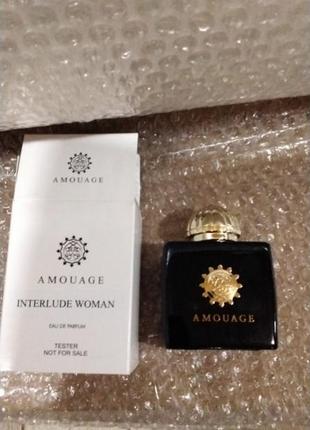 AMOUAGE
AMOUAGE
INTERLUDE WOMAN
EAU DE PARFUM
TESTER
NOT FOR SALE
AMOUAGE